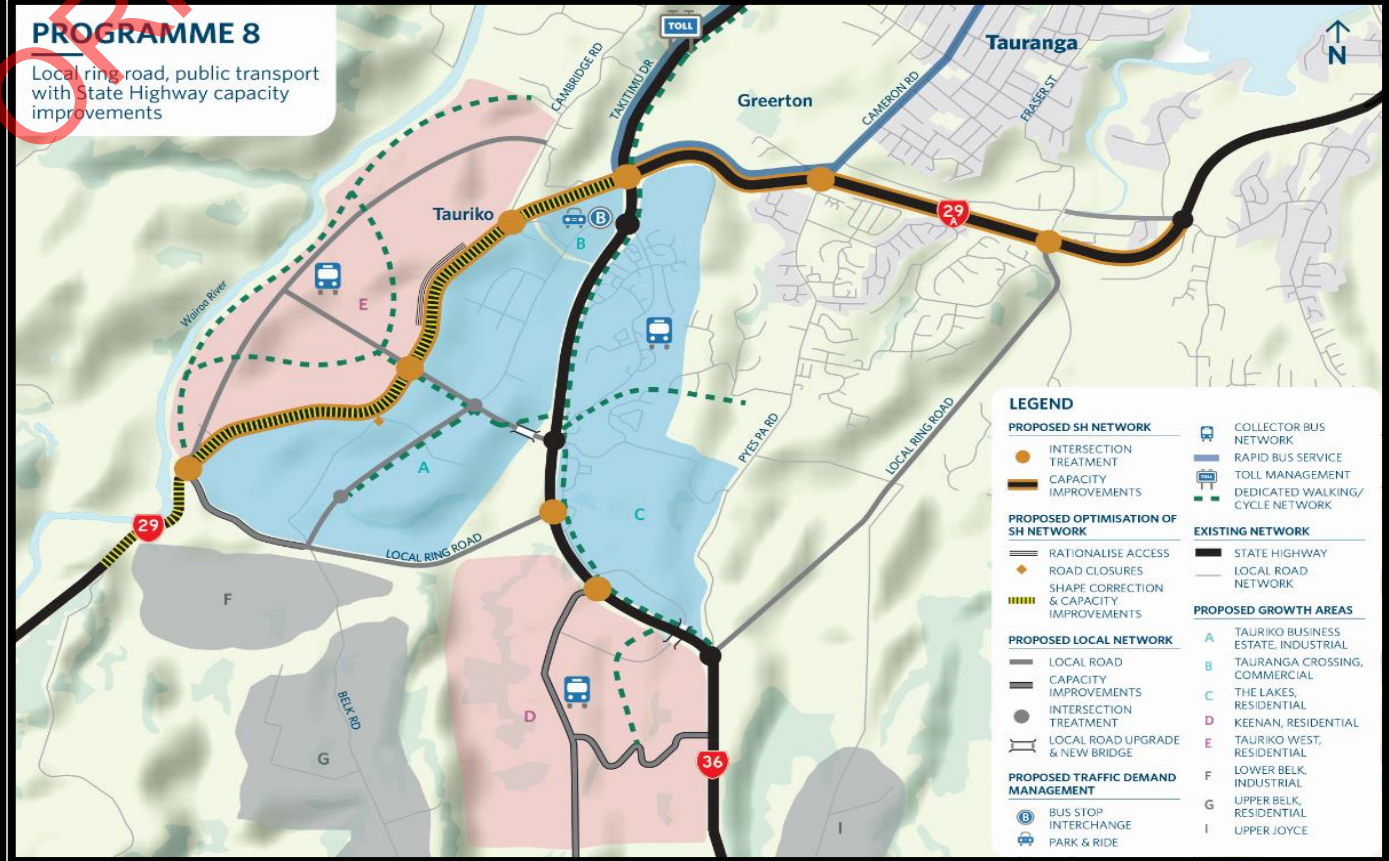 PROGRAMME 8
Local ring road, public transport
with State Highway capacity
improvements
TOLL
Tauranga
N
Greerton
CAMBRIDGE RD
TAKITIMU DR
CAMERON RD
FRASER ST
Tauriko
B
B
29
A
Wairoa River
E
A
C
PYES PA RD
LOCAL RING ROAD
29
LOCAL RING ROAD
F
BELK RD
G
D
36
I
LEGEND
PROPOSED SH NETWORK
INTERSECTION
TREATMENT
CAPACITY
IMPROVEMENTS
PROPOSED OPTIMISATION OF
SH NETWORK
RATIONALISE ACCESS
ROAD CLOSURES
SHAPE CORRECTION
& CAPACITY
IMPROVEMENTS
PROPOSED LOCAL NETWORK
LOCAL ROAD
CAPACITY
IMPROVEMENTS
INTERSECTION
TREATMENT
LOCAL ROAD UPGRADE
& NEW BRIDGE
PROPOSED TRAFFIC DEMAND
MANAGEMENT
B
BUS STOP
INTERCHANGE
PARK & RIDE
COLLECTOR BUS
NETWORK
RAPID BUS SERVICE
TOLL
TOLL MANAGEMENT
DEDICATED WALKING/
CYCLE NETWORK
EXISTING NETWORK
STATE HIGHWAY
LOCAL ROAD
NETWORK
PROPOSED GROWTH AREAS
A TAURIKO BUSINESS
ESTATE, INDUSTRIAL
B TAURANGA CROSSING,
COMMERCIAL
C THE LAKES,
RESIDENTIAL
D KEENAN, RESIDENTIAL
E TAURIKO WEST,
RESIDENTIAL
F LOWER BELK,
INDUSTRIAL
G UPPER BELK,
RESIDENTIAL
I UPPER JOYCE